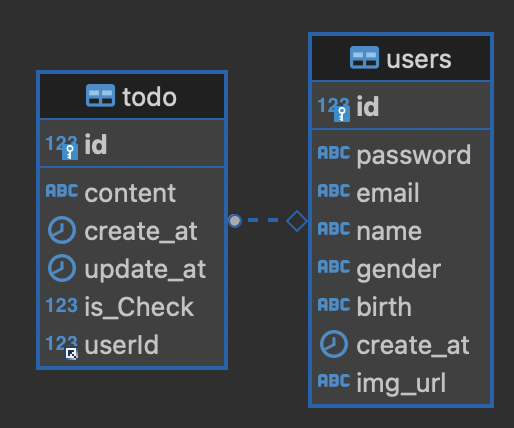 todo
123 id
ABC content
create_at
update_at
123 is_Check
123 userId
users
123 id
ABC password
ABC email
ABC name
ABC gender
ABC birth
create_at
ABC img_url